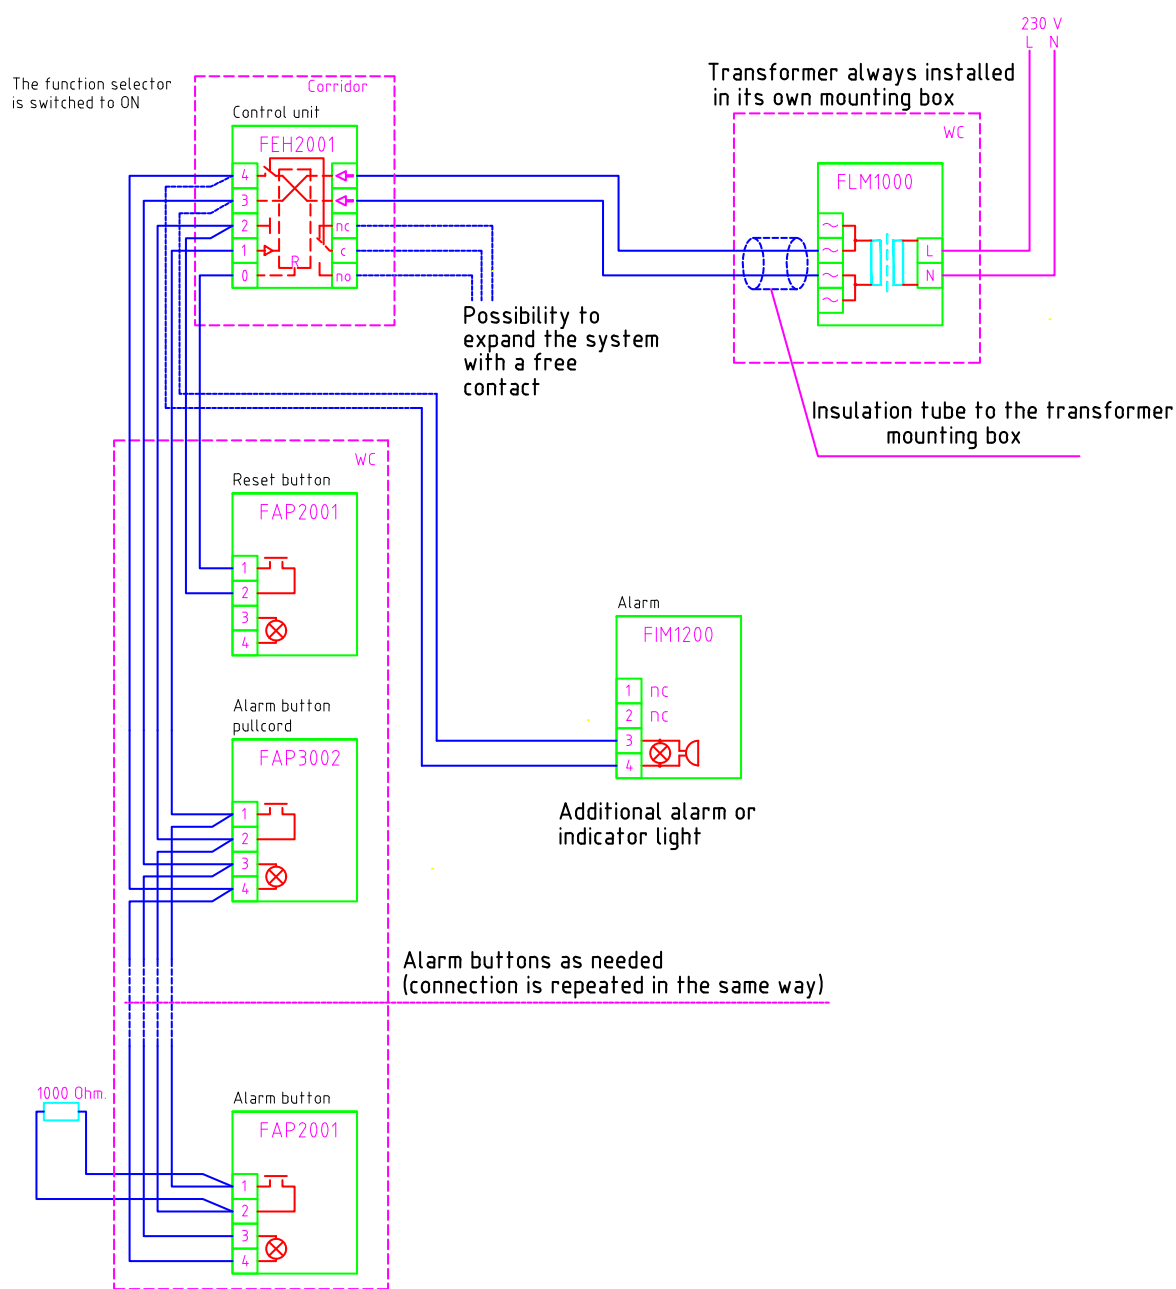 230 V
L N
The function selector
is switched to ON
Corridor
Control unit
FEH2001
4
3
2
1
0
R
nc
c
no
Possibility to
expand the system
with a free
contact
Transformer always installed
in its own mounting box
WC
FLM1000
~
~
~
~
L
N
Insulation tube to the transformer
mounting box
WC
Reset button
FAP2001
1
2
3
4
Alarm
FIM1200
1 nc
2 nc
3
4
Additional alarm or
indicator light
Alarm button
pullcord
FAP3002
1
2
3
4
Alarm buttons as needed
(connection is repeated in the same way)
1000 Ohm.
Alarm button
FAP2001
1
2
3
4